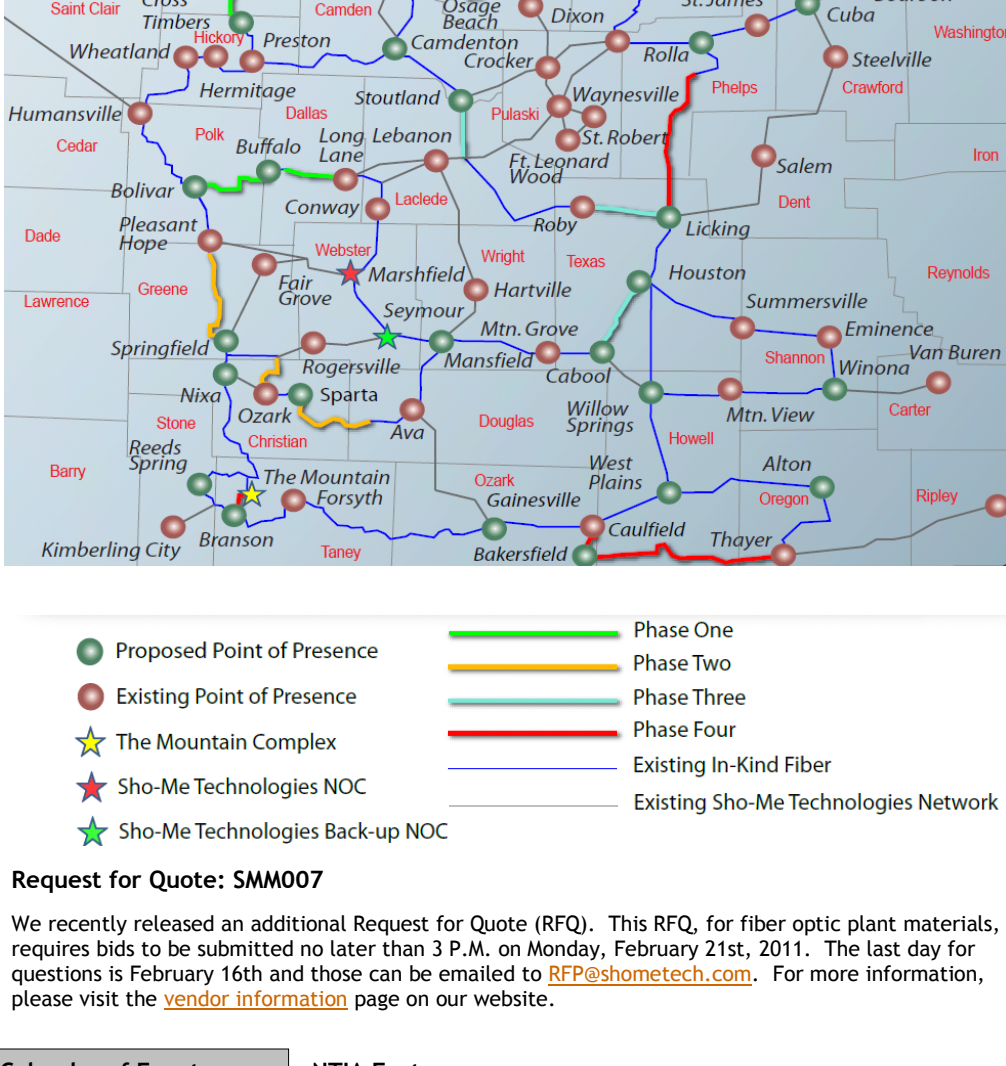 Cross
Saint Clair
Camden
Osage
Beach
Dixon
St. James
Cuba
Timbers
Hickory
Preston
Camdenton
Crocker
Rolla
Washington
Wheatland
Steelville
Hermitage
Stoutland
Waynesville
Phelps
Crawford
Humansville
Dallas
Pulaski
Cedar
Polk
Long
Lane
Lebanon
St. Robert
Buffalo
Ft. Leonard
Wood
Salem
Iron
Bolivar
Conway
Laclede
Dent
Pleasant
Hope
Roby
Licking
Dade
Webster
Wright
Texas
Greene
Fair
Grove
Marshfield
Houston
Reynolds
Lawrence
Hartville
Summersville
Seymour
Mtn. Grove
Eminence
Springfield
Rogersville
Mansfield
Cabool
Shannon
Van Buren
Winona
Nixa
Ozark
Sparta
Ava
Douglas
Willow
Springs
Mtn. View
Carter
Stone
Christian
Howell
Reeds
Spring
Barry
The Mountain
Forsyth
Ozark
Gainesville
West
Plains
Alton
Oregon
Ripley
Kimberling City
Branson
Taney
Caulfield
Bakersfield
Thayer
Proposed Point of Presence
Existing Point of Presence
The Mountain Complex
Sho-Me Technologies NOC
Sho-Me Technologies Back-up NOC
Phase One
Phase Two
Phase Three
Phase Four
Existing In-Kind Fiber
Existing Sho-Me Technologies Network
Request for Quote: SMM007
We recently released an additional Request for Quote (RFQ). This RFQ, for fiber optic plant materials,
requires bids to be submitted no later than 3 P.M. on Monday, February 21st, 2011. The last day for
questions is February 16th and those can be emailed to RFP@shometech.com. For more information,
please visit the vendor information page on our website.